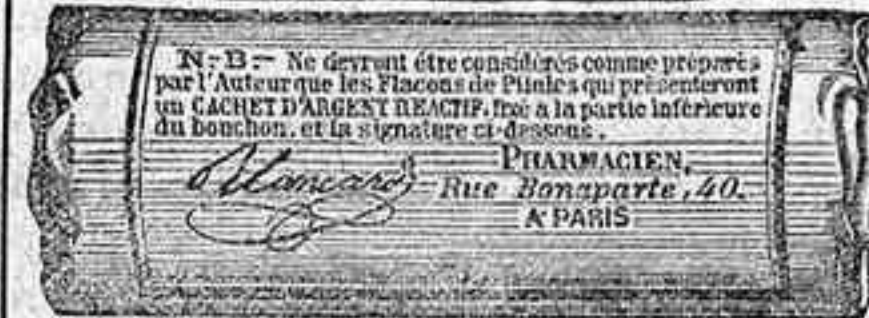 N-B- Ne devront être considérés comme préparés
par l'Auteur que les Flacons de Pilules qui présenteront
un CACHET D'ARGENT REACTIF, fixé a la partie inférieure
du bouchon, et la signature ci-dessous.
Blancard
PHARMACIEN,
Rue Bonaparte, 40.
A PARIS